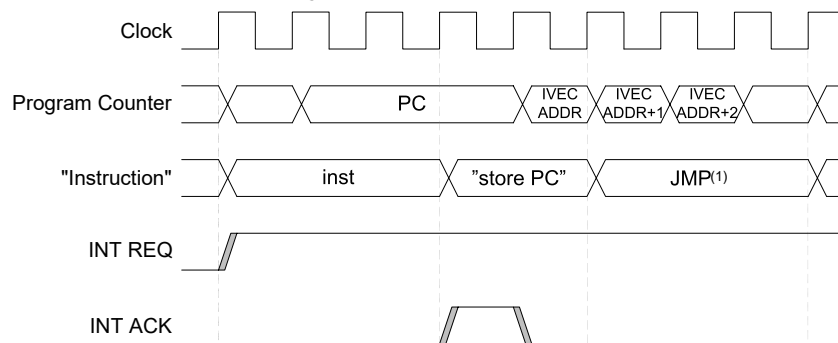 Clock
Program Counter
PC
IVEC
ADDR
IVEC
ADDR+1
IVEC
ADDR+2
"Instruction"
inst
”store PC”
JMP(1)
INT REQ
INT ACK